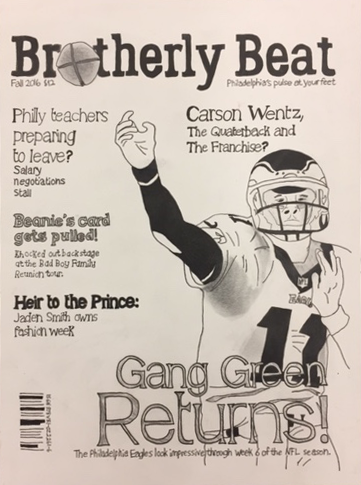 Brotherly Beat
Fall 2016 $12
Philadelphia's pulse at your feet
Philly teachers
preparing
to leave?
Salary
negotiations
stall
Carson Wentz,
The Quaterback and
The Franchise?
Beanie's card
gets pulled!
Knocked out backstage
at the Bad Boy Family
Reunion tour.
Heir to the Prince:
Jaden Smith owns
fashion week
11
Gang Green
Returns!
The Philadelphia Eagles look impressive through week 6 of the NFL season.